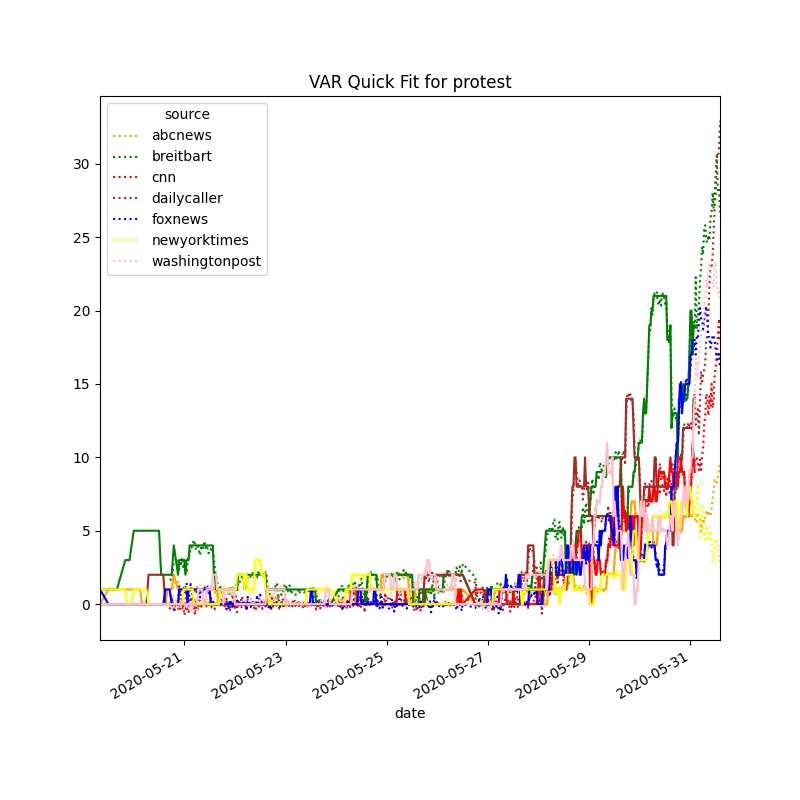 VAR Quick Fit for protest
source
abcnews
breitbart
cnn
dailycaller
foxnews
newyorktimes
washingtonpost
30
25
20
15
10
5
0
2020-05-21
2020-05-23
2020-05-25
2020-05-27
2020-05-29
2020-05-31
date